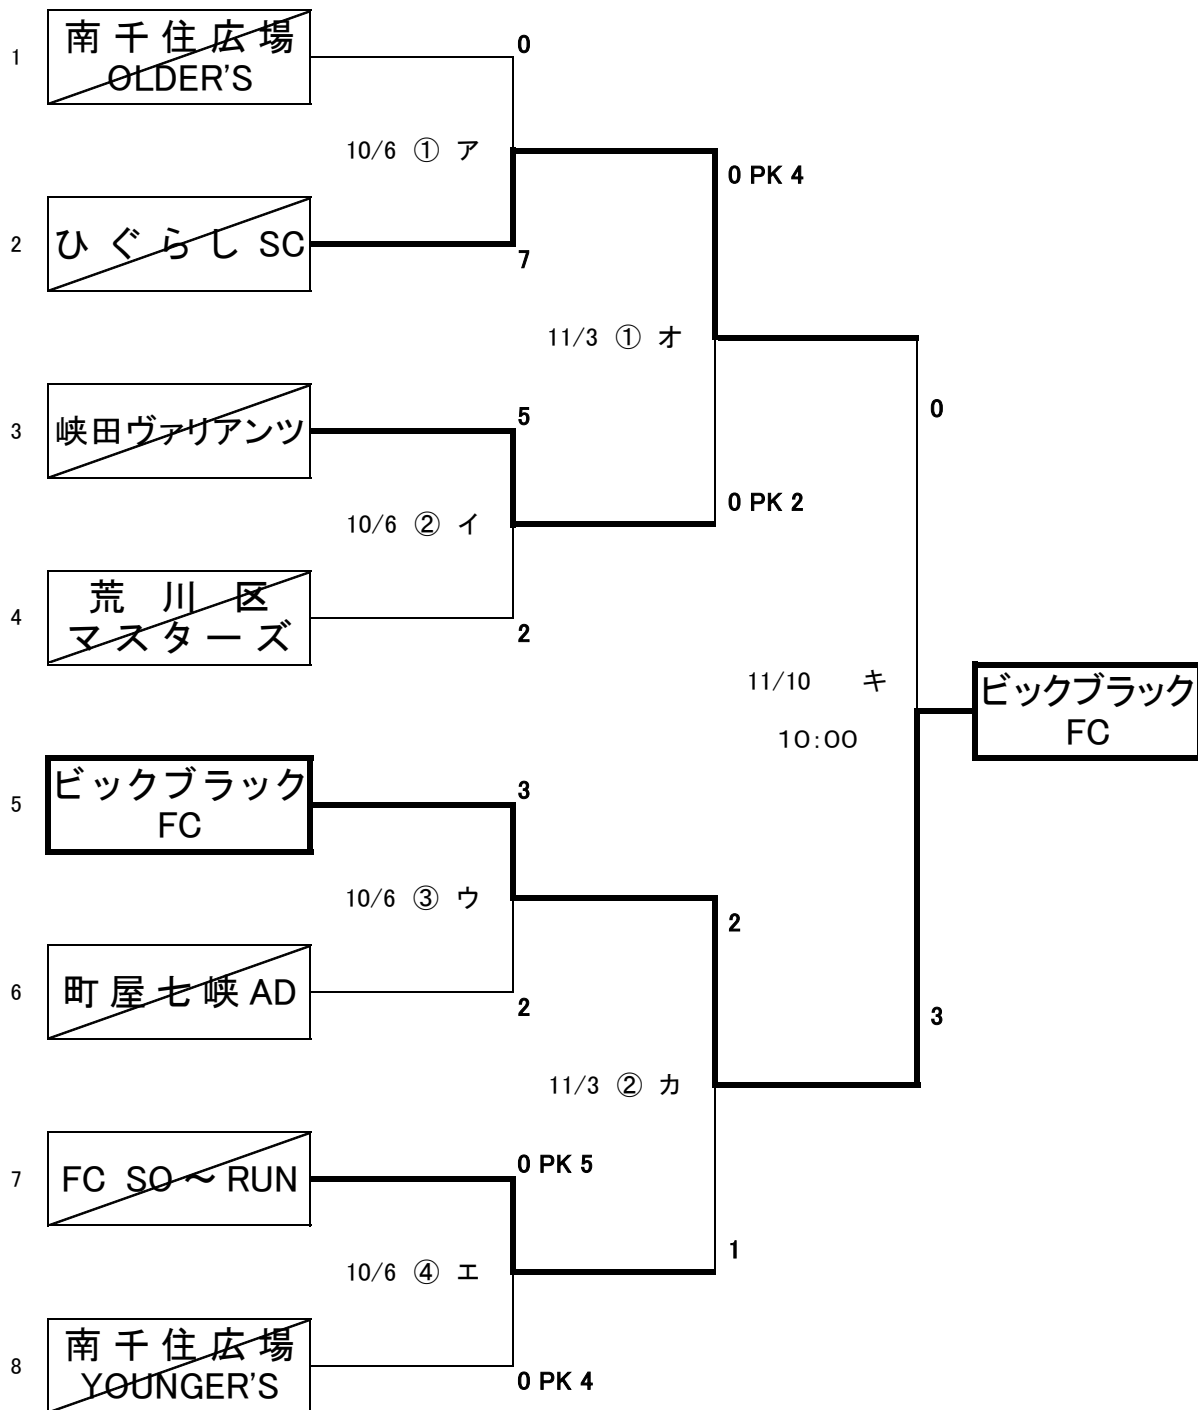 1
南千住広場
OLDER'S
0
10/6 ① ア
0 PK 4
2
ひぐらし SC
7
11/3 ① オ
3
峡田ヴァリアンツ
5
0
10/6 ② イ
0 PK 2
4
荒川区
マスターズ
2
11/10 キ
10:00
ビックブラック
FC
5
ビックブラック
FC
3
10/6 ③ ウ
2
6
町屋七峡 AD
2
3
11/3 ② カ
7
FC SO～RUN
0 PK 5
1
10/6 ④ エ
8
南千住広場
YOUNGER'S
0 PK 4